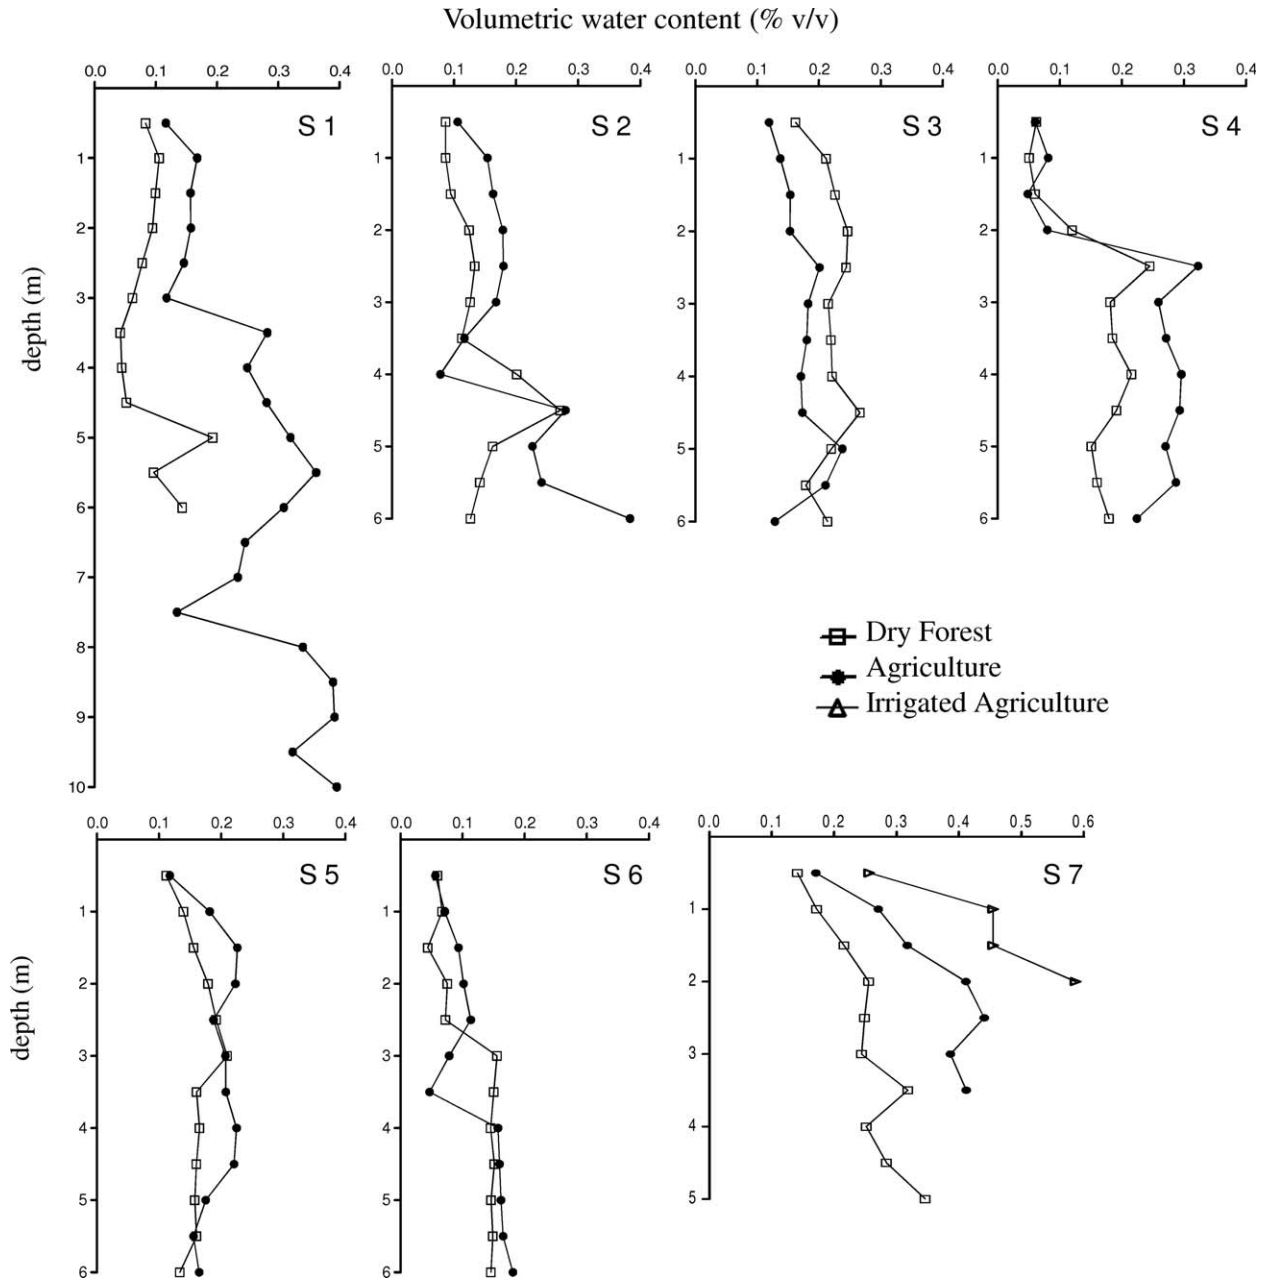 Volumetric water content (% v/v)
0.0 0.1 0.2 0.3 0.4
0.0 0.1 0.2 0.3 0.4
0.0 0.1 0.2 0.3 0.4
0.0 0.1 0.2 0.3 0.4
S 1
S 2
S 3
S 4
depth (m)
1
2
3
4
5
6
7
8
9
10
1
2
3
4
5
6
1
2
3
4
5
6
1
2
3
4
5
6
Dry Forest
Agriculture
Irrigated Agriculture
0.0 0.1 0.2 0.3 0.4
0.0 0.1 0.2 0.3 0.4
0.0 0.1 0.2 0.3 0.4 0.5 0.6
S 5
S 6
S 7
depth (m)
1
2
3
4
5
6
1
2
3
4
5
6
1
2
3
4
5